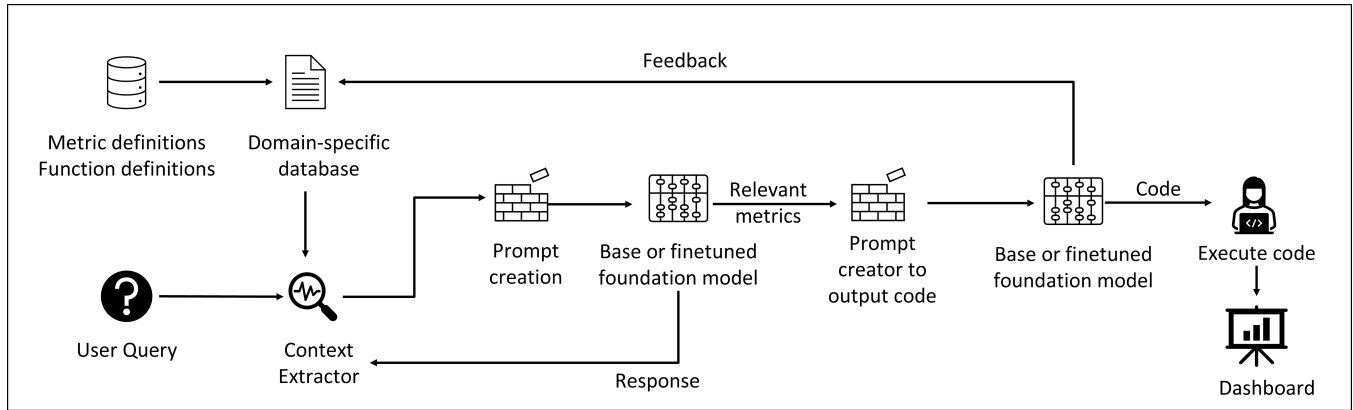 Feedback
Metric definitions
Function definitions
Domain-specific
database
Prompt
creation
Base or finetuned
foundation model
Relevant
metrics
Prompt
creator to
output code
Base or finetuned
foundation model
Code
</>
Execute code
?
User Query
Context
Extractor
Response
Dashboard